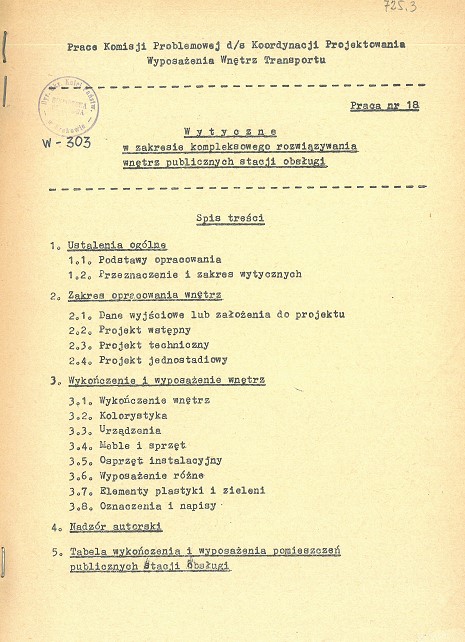 725.3
Prace Komisji Problemowej d/s Koordynacji Projektowania
Wyposażenia Wnętrz Transportu
Praca nr 18
W - 303
W y t y c z n e
w zakresie kompleksowego rozwiązywania
wnętrz publicznych stacji obsługi
Spis treści
1. Ustalenia ogólne
1.1. Podstawy opracowania
1.2. Przeznaczenie i zakres wytycznych
2. Zakres opracowania wnętrz
2.1. Dane wyjściowe lub założenia do projektu
2.2. Projekt wstępny
2.3. Projekt techniczny
2.4. Projekt jednostadiowy
3. Wykończenie i wyposażenie wnętrz
3.1. Wykończenie wnętrz
3.2. Kolorystyka
3.3. Urządzenia
3.4. Meble i sprzęt
3.5. Osprzęt instalacyjny
3.6. Wyposażenie różne
3.7. Elementy plastyki i zieleni
3.8. Oznaczenia i napisy
4. Nadzór autorski
5. Tabela wykończenia i wyposażenia pomieszczeń
publicznych stacji obsługi